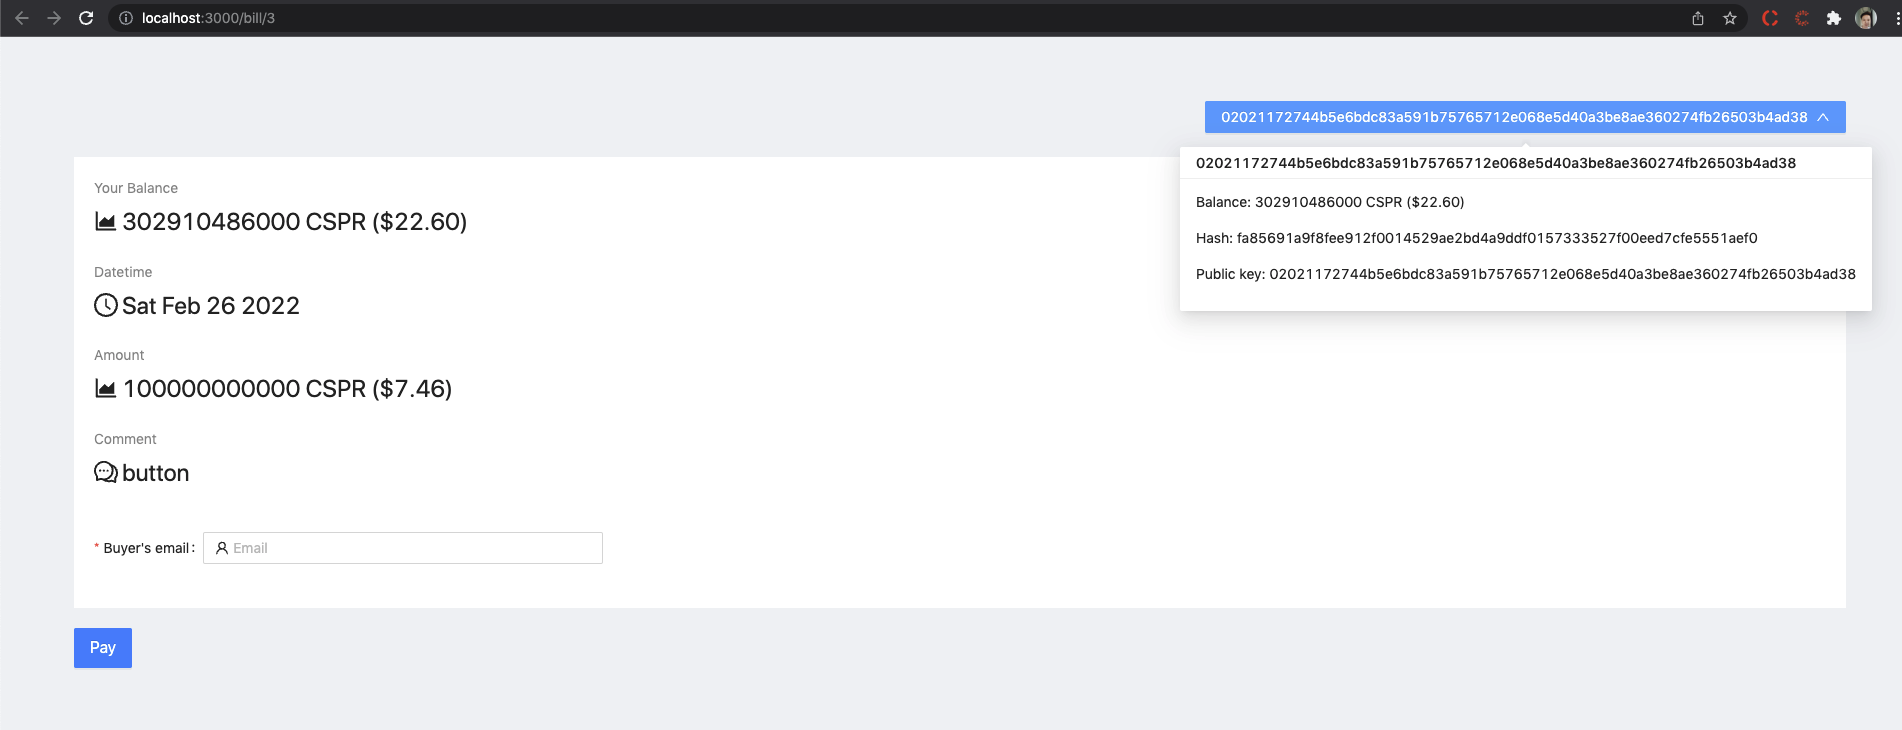 localhost:3000/bill/3
02021172744b5e6bdc83a591b75765712e068e5d40a3be8ae360274fb26503b4ad38
02021172744b5e6bdc83a591b75765712e068e5d40a3be8ae360274fb26503b4ad38
Balance: 302910486000 CSPR ($22.60)
Hash: fa85691a9f8fee912f0014529ae2bd4a9ddf0157333527f00eed7cfe5551aef0
Public key: 02021172744b5e6bdc83a591b75765712e068e5d40a3be8ae360274fb26503b4ad38
Your Balance
302910486000 CSPR ($22.60)
Datetime
Sat Feb 26 2022
Amount
100000000000 CSPR ($7.46)
Comment
button
* Buyer's email: Email
Pay